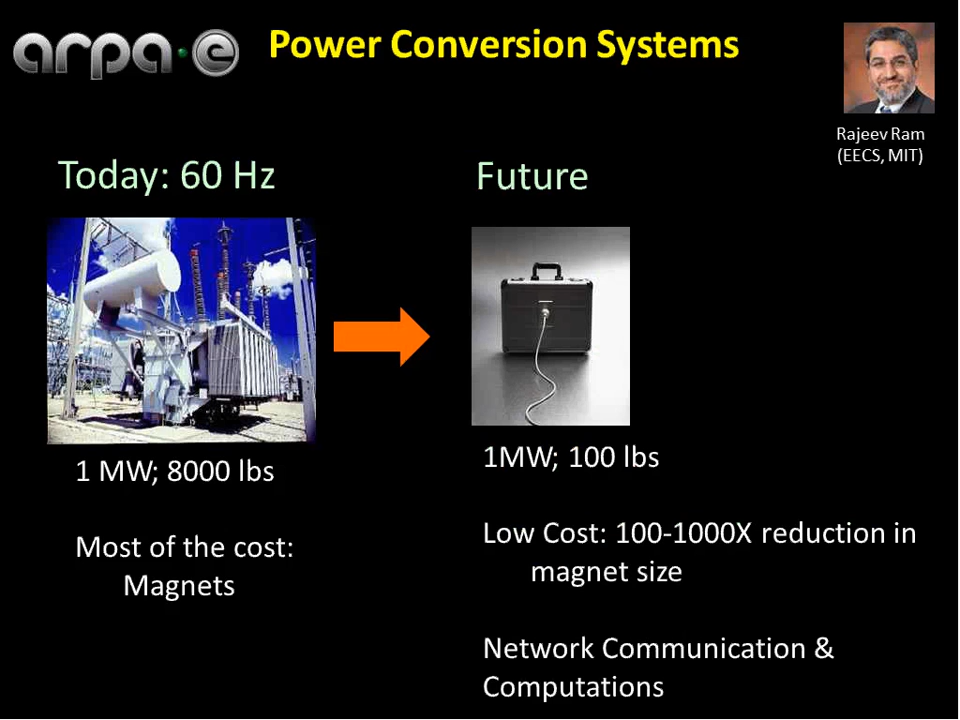 arpa·e
Power Conversion Systems
Rajeev Ram
(EECS, MIT)
Today: 60 Hz
1 MW; 8000 lbs
Most of the cost:
Magnets
Future
1MW; 100 lbs
Low Cost: 100-1000X reduction in
magnet size
Network Communication &
Computations